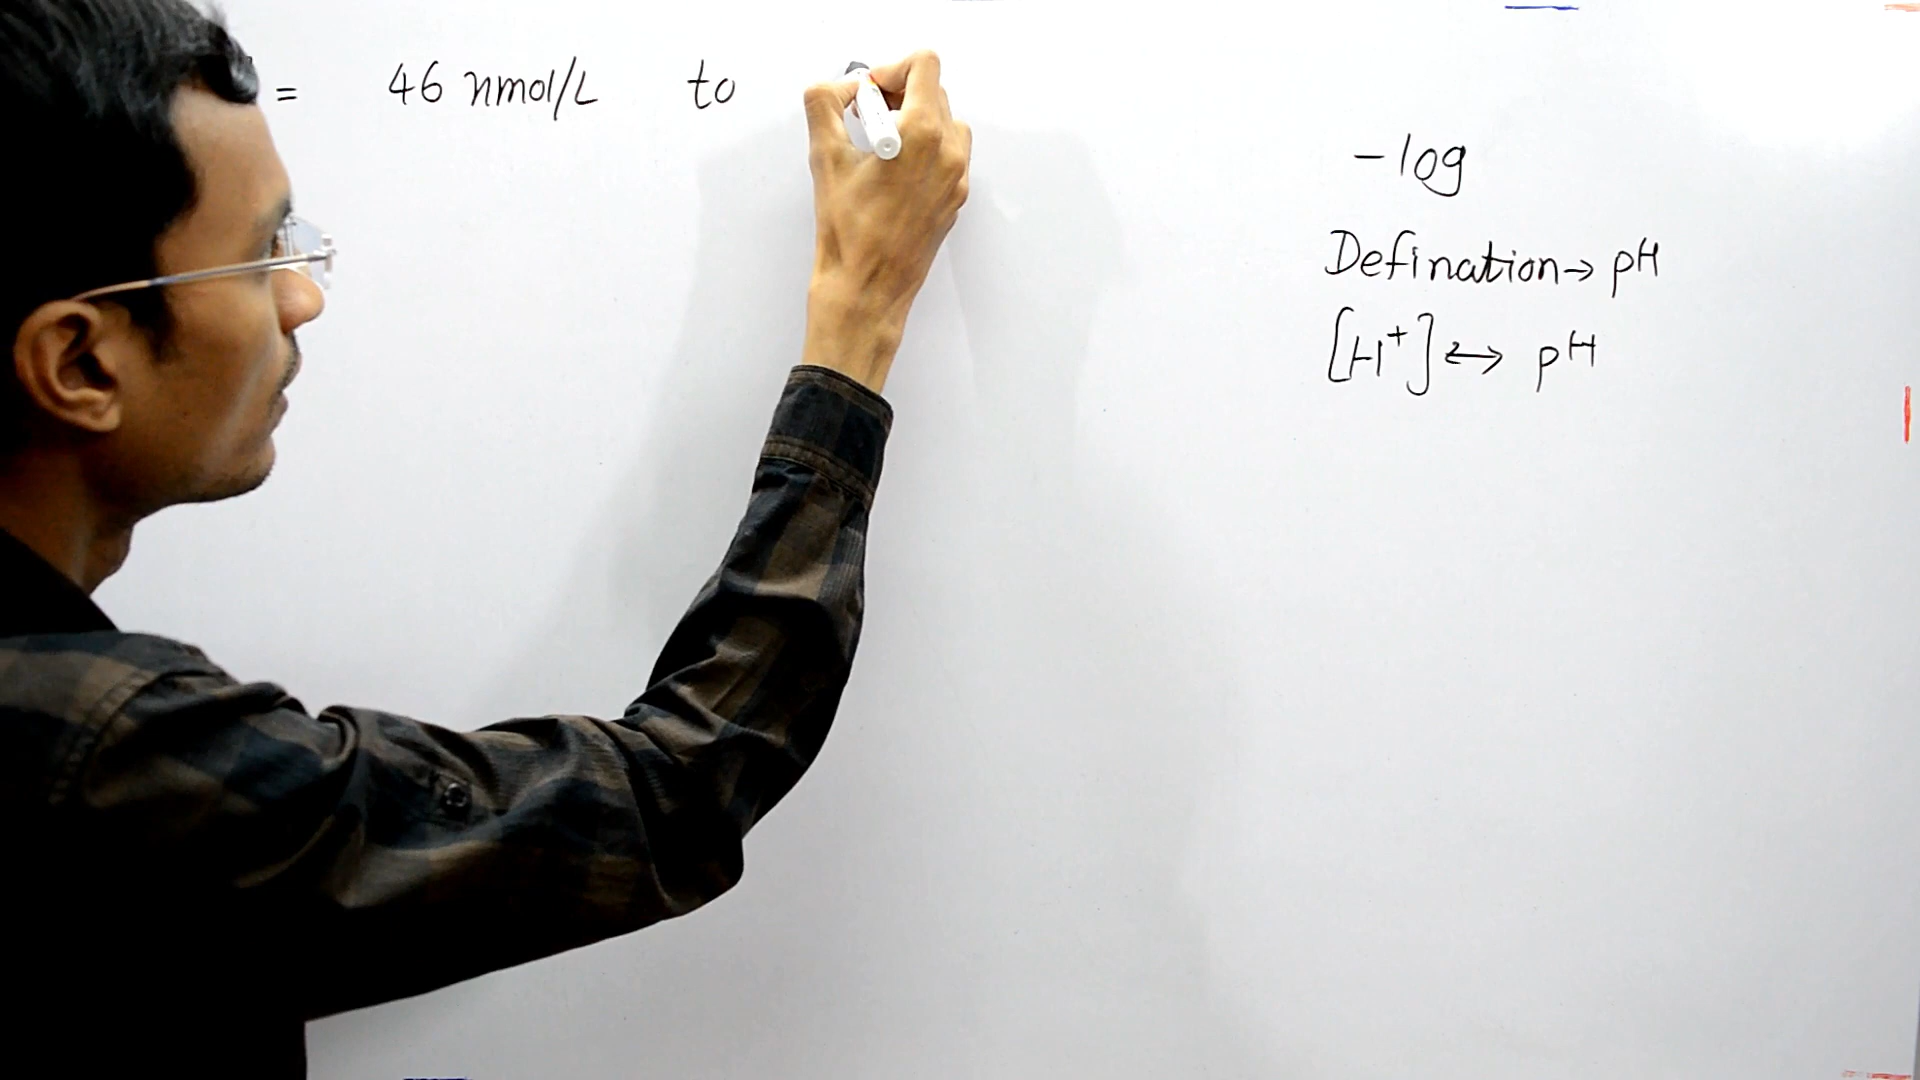 = 46 nmol/L to
-log
Defination→ pH
[H⁺]↔ pH